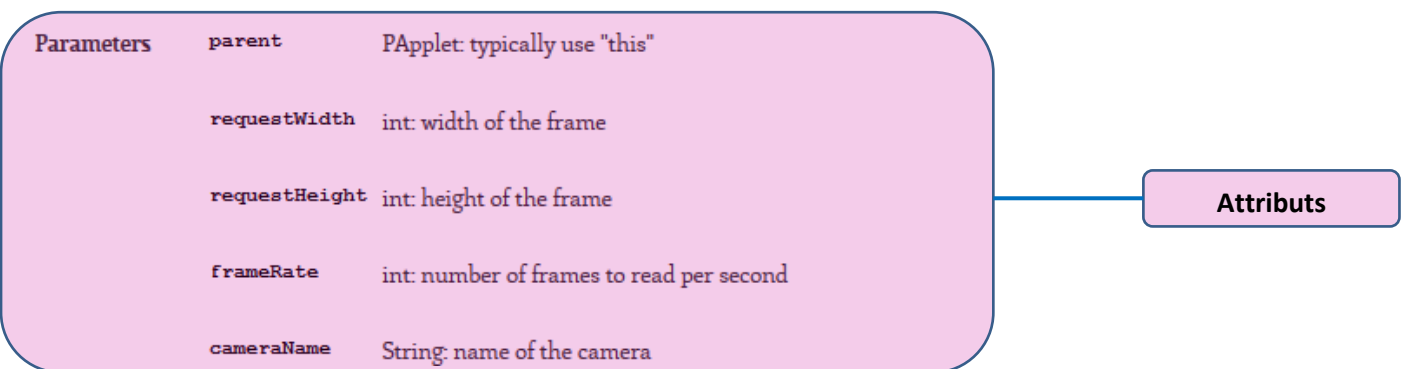 Parameters parent PApplet: typically use "this"
requestWidth int: width of the frame
requestHeight int: height of the frame
frameRate int: number of frames to read per second
cameraName String: name of the camera
Attributs